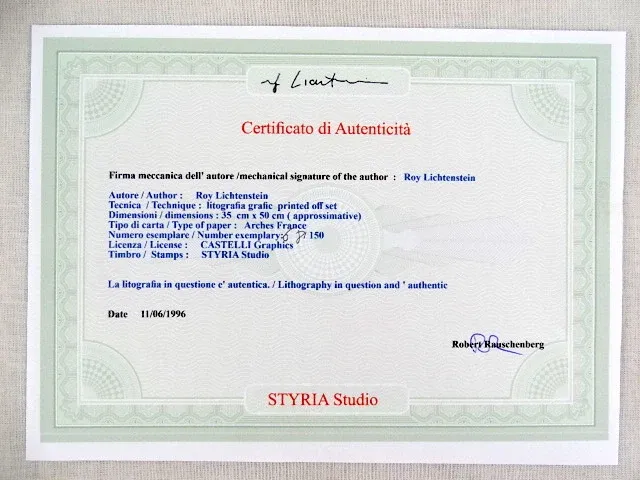 rf Lichtenstein
Certificato di Autenticità
Firma meccanica dell' autore /mechanical signature of the author : Roy Lichtenstein
Autore / Author : Roy Lichtenstein
Tecnica / Technique : litografia grafic printed off set
Dimensioni / dimensions : 35 cm x 50 cm ( approssimative)
Tipo di carta / Type of paper : Arches France
Numero esemplare / Number exemplary: 150
Licenza / License : CASTELLI Graphics
Timbro / Stamps : STYRIA Studio
La litografia in questione e' autentica. / Lithography in question and ' authentic
Date 11/06/1996
Robert Rauschenberg
STYRIA Studio